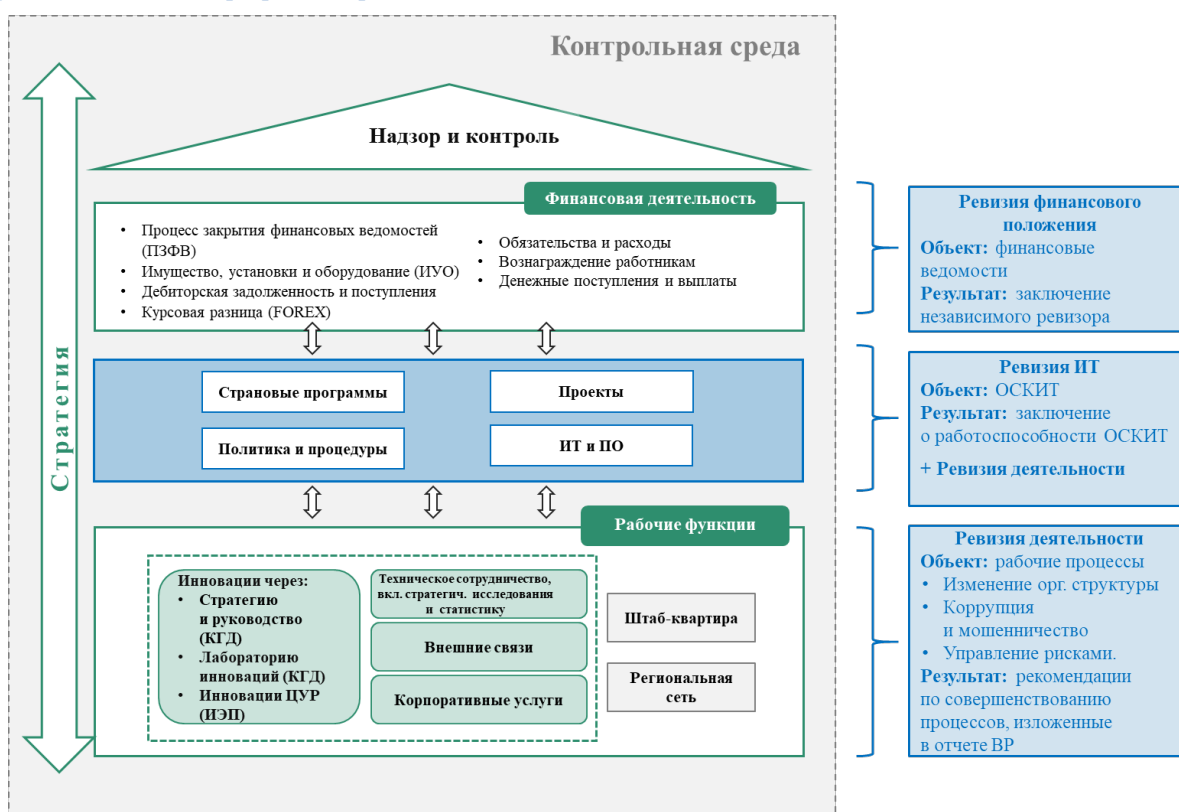 Контрольная среда
Стратегия
Надзор и контроль
Финансовая деятельность
• Процесс закрытия финансовых ведомостей
(ПЗФВ)
• Имущество, установки и оборудование (ИУО)
• Дебиторская задолженность и поступления
• Курсовая разница (FOREX)
• Обязательства и расходы
• Вознаграждение работникам
• Денежные поступления и выплаты
Страновые программы
Проекты
Политика и процедуры
ИТ и ПО
Рабочие функции
Инновации через:
• Стратегию
и руководство
(КГД)
• Лабораторию
инноваций (КГД)
• Инновации ЦУР
(ИЭП)
Техническое сотрудничество,
вкл. стратегич. исследования
и статистику
Внешние связи
Корпоративные услуги
Штаб-квартира
Региональная
сеть
Ревизия финансового
положения
Объект: финансовые
ведомости
Результат: заключение
независимого ревизора
Ревизия ИТ
Объект: ОСКИТ
Результат: заключение
о работоспособности ОСКИТ
+ Ревизия деятельности
Ревизия деятельности
Объект: рабочие процессы
• Изменение орг. структуры
• Коррупция
и мошенничество
• Управление рисками.
Результат: рекомендации
по совершенствованию
процессов, изложенные
в отчете ВР